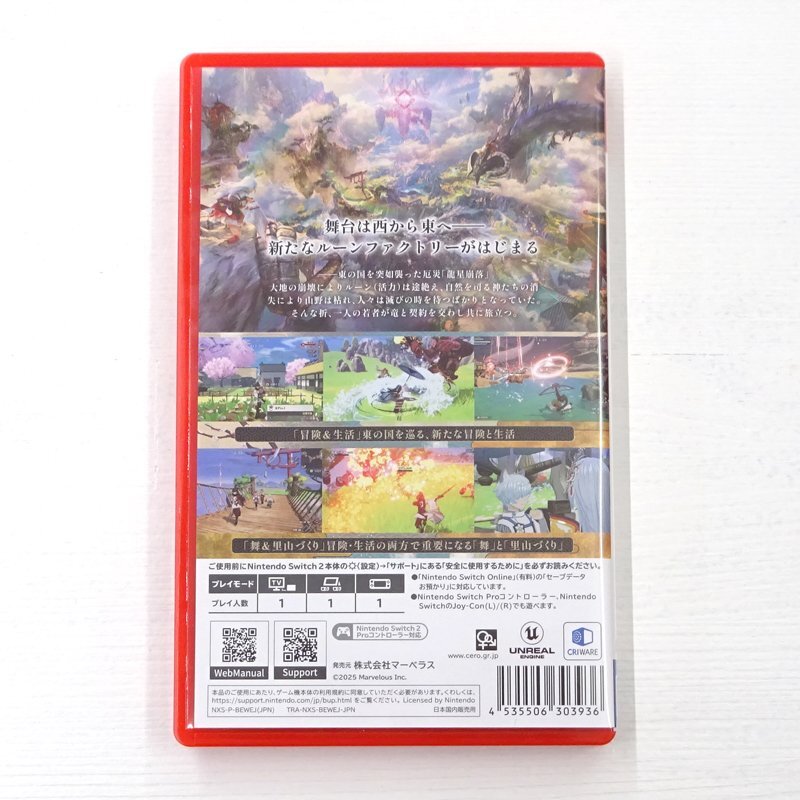 舞台は西から東へ――
新たなルーンファクトリーがはじまる
――東の国を突如襲った厄災「龍星崩落」
大地の崩壊によりルーン(活力)は途絶え、自然を司る神たちの消
失により山野は枯れ、人々は滅びの時を待つばかりとなっていた。
そんな折、一人の若者が竜と契約を交わし共に旅立つ。
「冒険&生活」東の国を巡る、新たな冒険と生活
「舞&里山づくり」冒険・生活の両方で重要になる「舞」と「里山づくり」
ご使用前にNintendo Switch 2本体の(設定)→「サポート」にある「安全に使用するために」を必ずお読みください。
プレイモード TV
プレイ人数 1 1 1
●「Nintendo Switch Online」(有料)の「セーブデータ
お預かり」に対応しています。
●Nintendo Switch Proコントローラー、Nintendo
SwitchのJoy-Con(L)/(R)でも遊べます。
WebManual
Support
Nintendo Switch 2
Proコントローラー対応
発売元 株式会社マーベラス
©2025 Marvelous Inc.
www.cero.gr.jp
UNREAL
ENGINE
CRIWARE
本品のご使用にあたり、ゲーム機本体の利用規約に同意していただく必要があります。くわしくは、
https://support.nintendo.com/jp/bup.html をご覧ください。Licensed by Nintendo
NXS-P-BEWEJ(JPN) TRA-NXS-BEWEJ-JPN 日本国内販売用
4 535506 303936